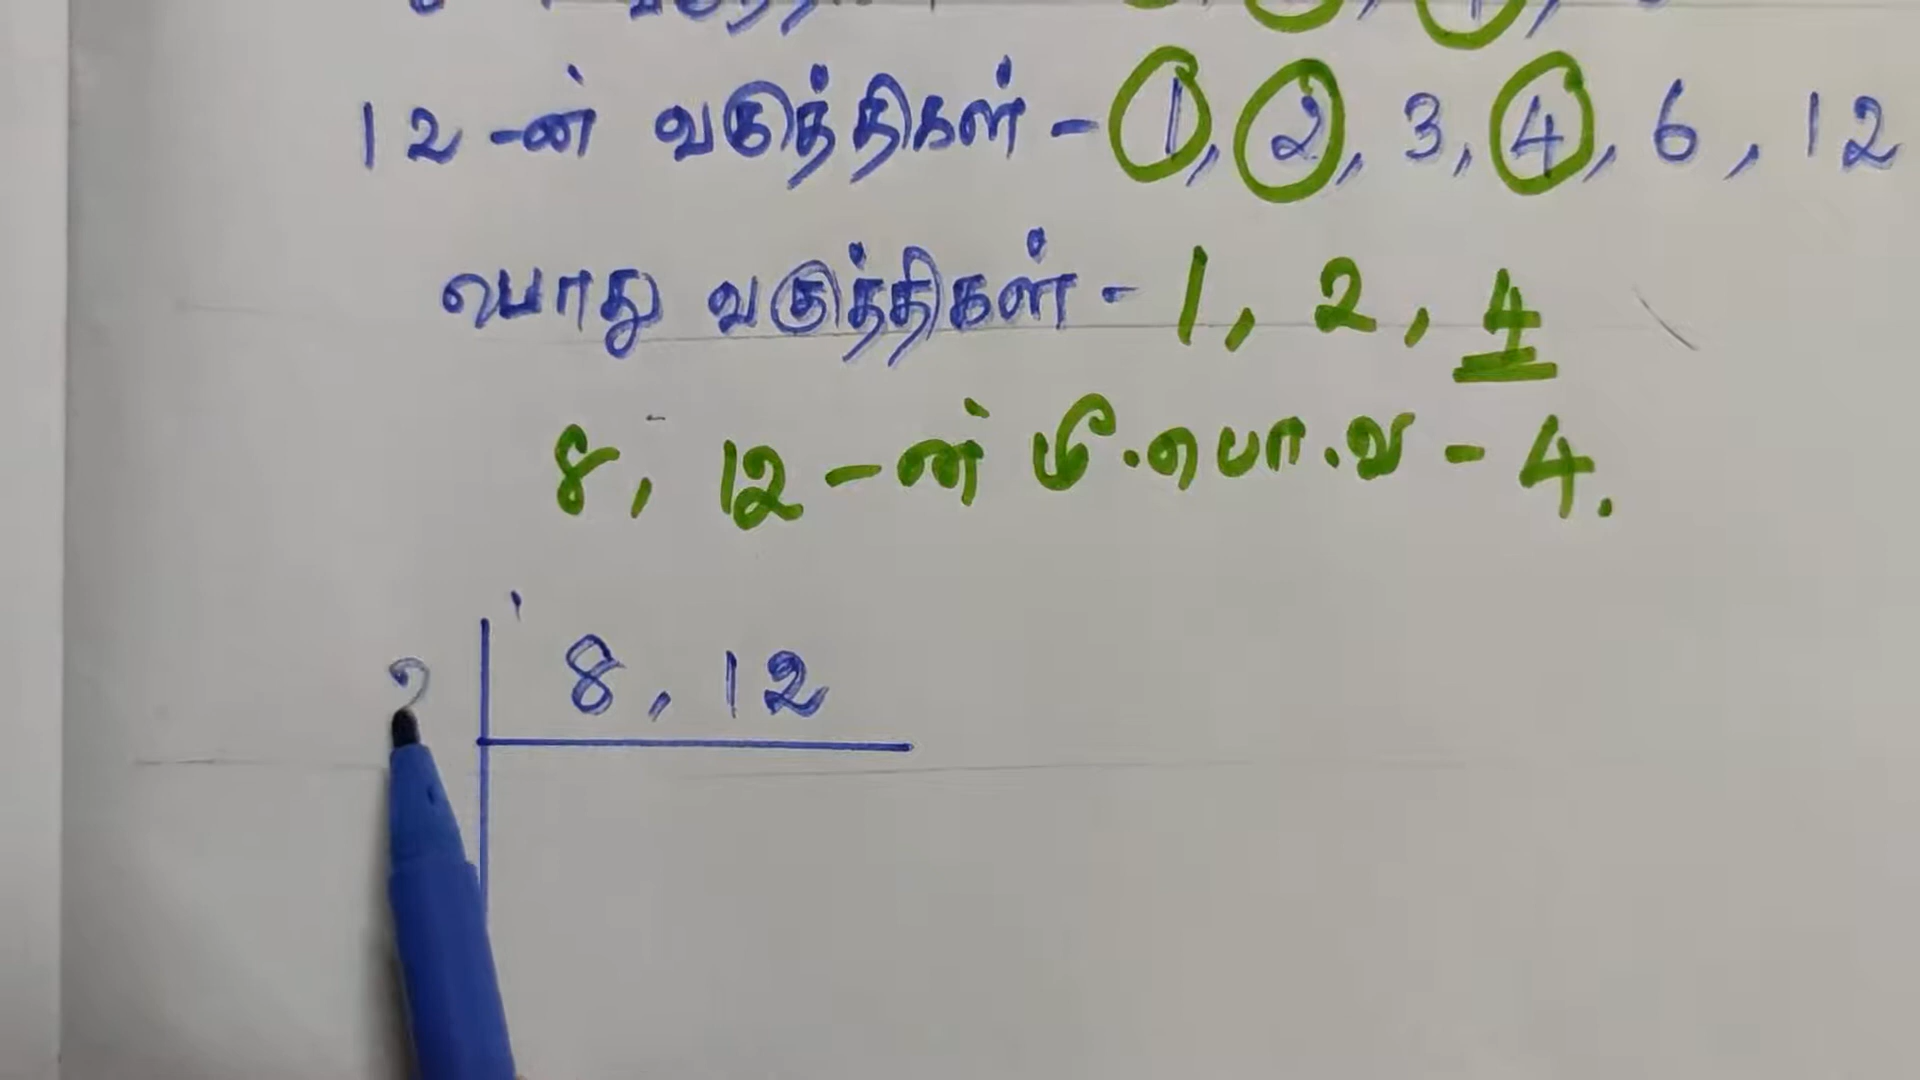 12-ன் வகுத்திகள் - 1, 2, 3, 4, 6, 12
பொது வகுத்திகள் - 1, 2, 4
8, 12-ன் மீ.பொ.வ - 4.
2 8, 12